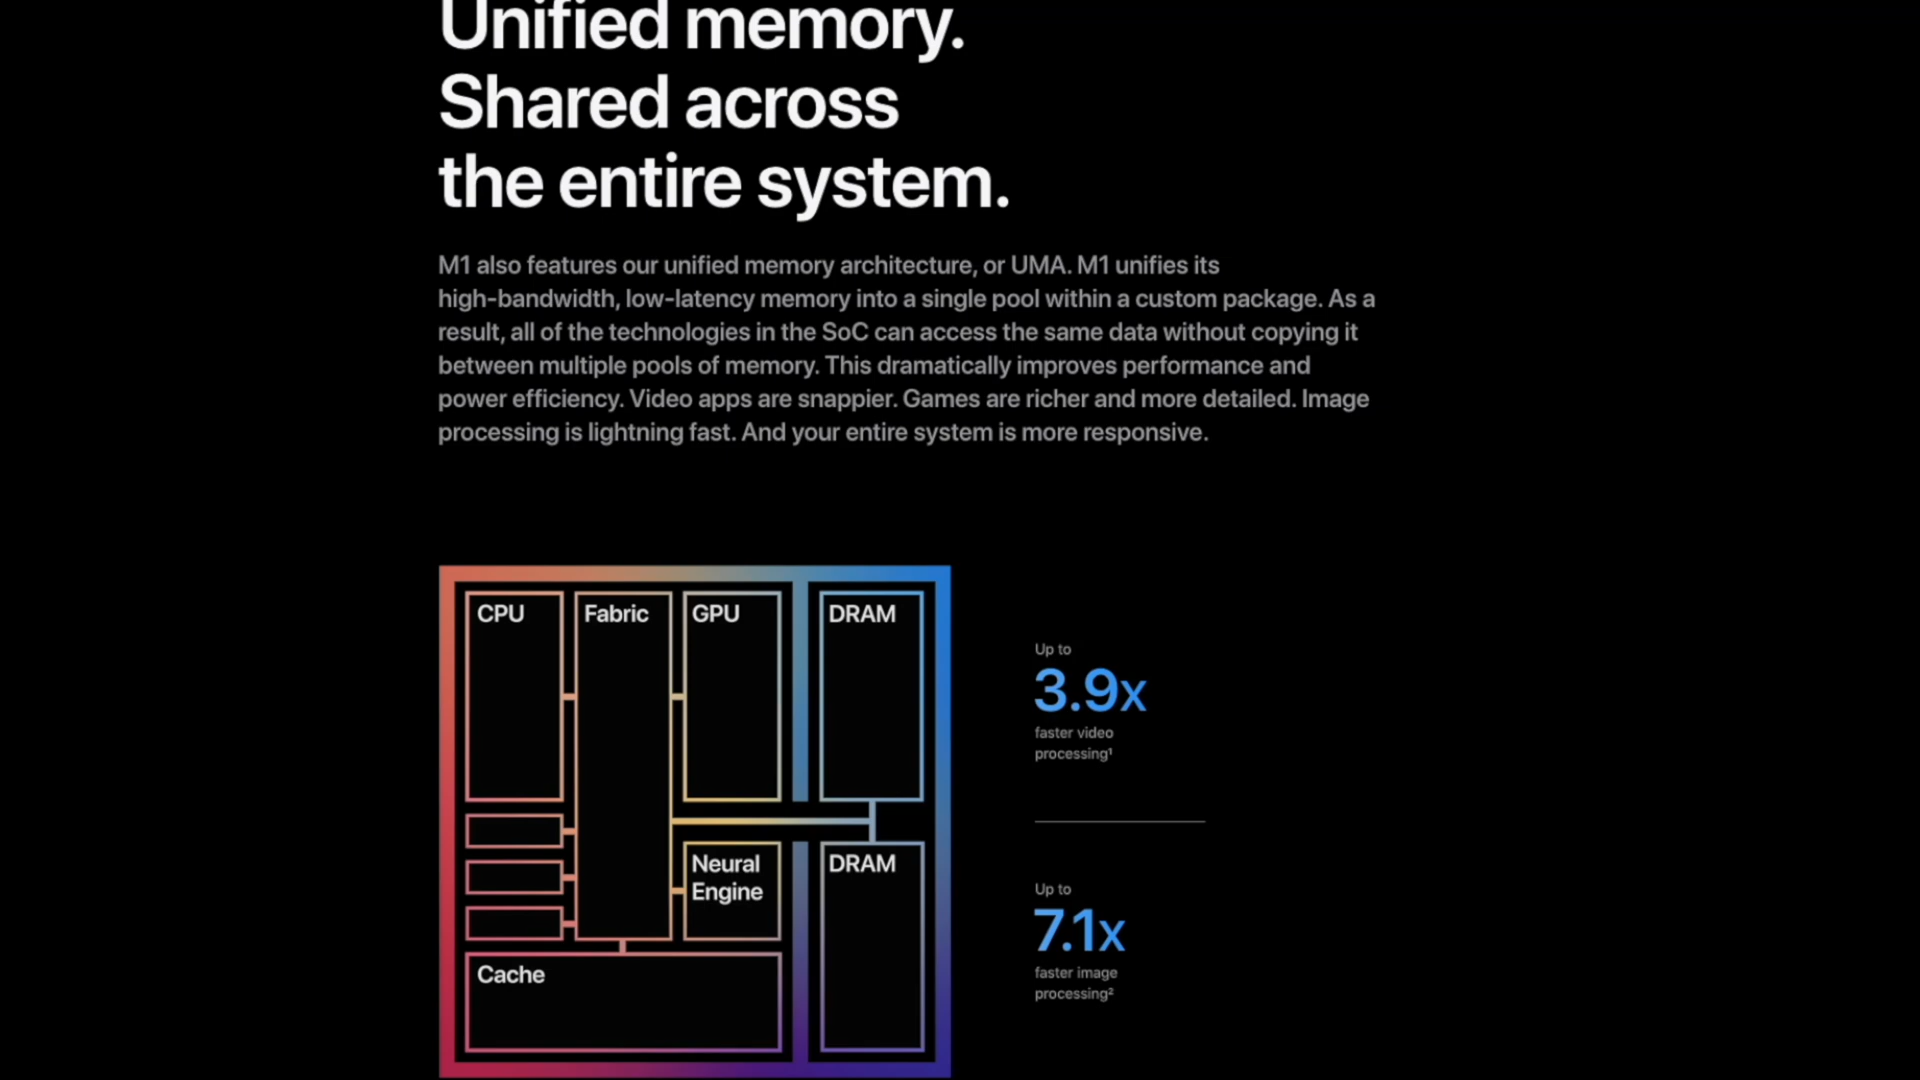 Unified memory.
Shared across
the entire system.
M1 also features our unified memory architecture, or UMA. M1 unifies its
high-bandwidth, low-latency memory into a single pool within a custom package. As a
result, all of the technologies in the SoC can access the same data without copying it
between multiple pools of memory. This dramatically improves performance and
power efficiency. Video apps are snappier. Games are richer and more detailed. Image
processing is lightning fast. And your entire system is more responsive.
CPU
Fabric
GPU
DRAM
Neural
Engine
DRAM
Cache
Up to
3.9x
faster video
processing¹
Up to
7.1x
faster image
processing²